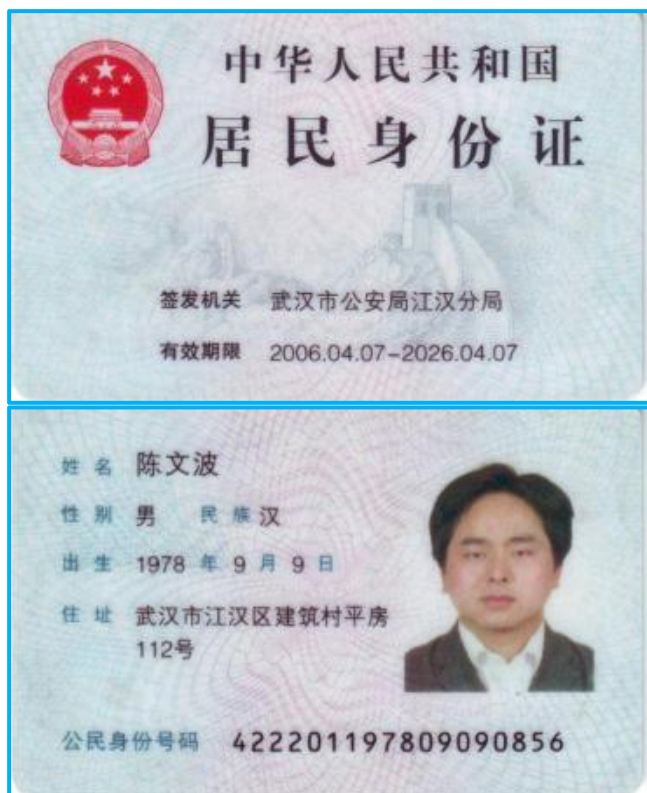 中华人民共和国
居民身份证
签发机关 武汉市公安局江汉分局
有效期限 2006.04.07-2026.04.07
姓名 陈文波
性别 男 民族 汉
出生 1978 年 9 月 9 日
住址 武汉市江汉区建筑村平房
112号
公民身份号码 422201197809090856